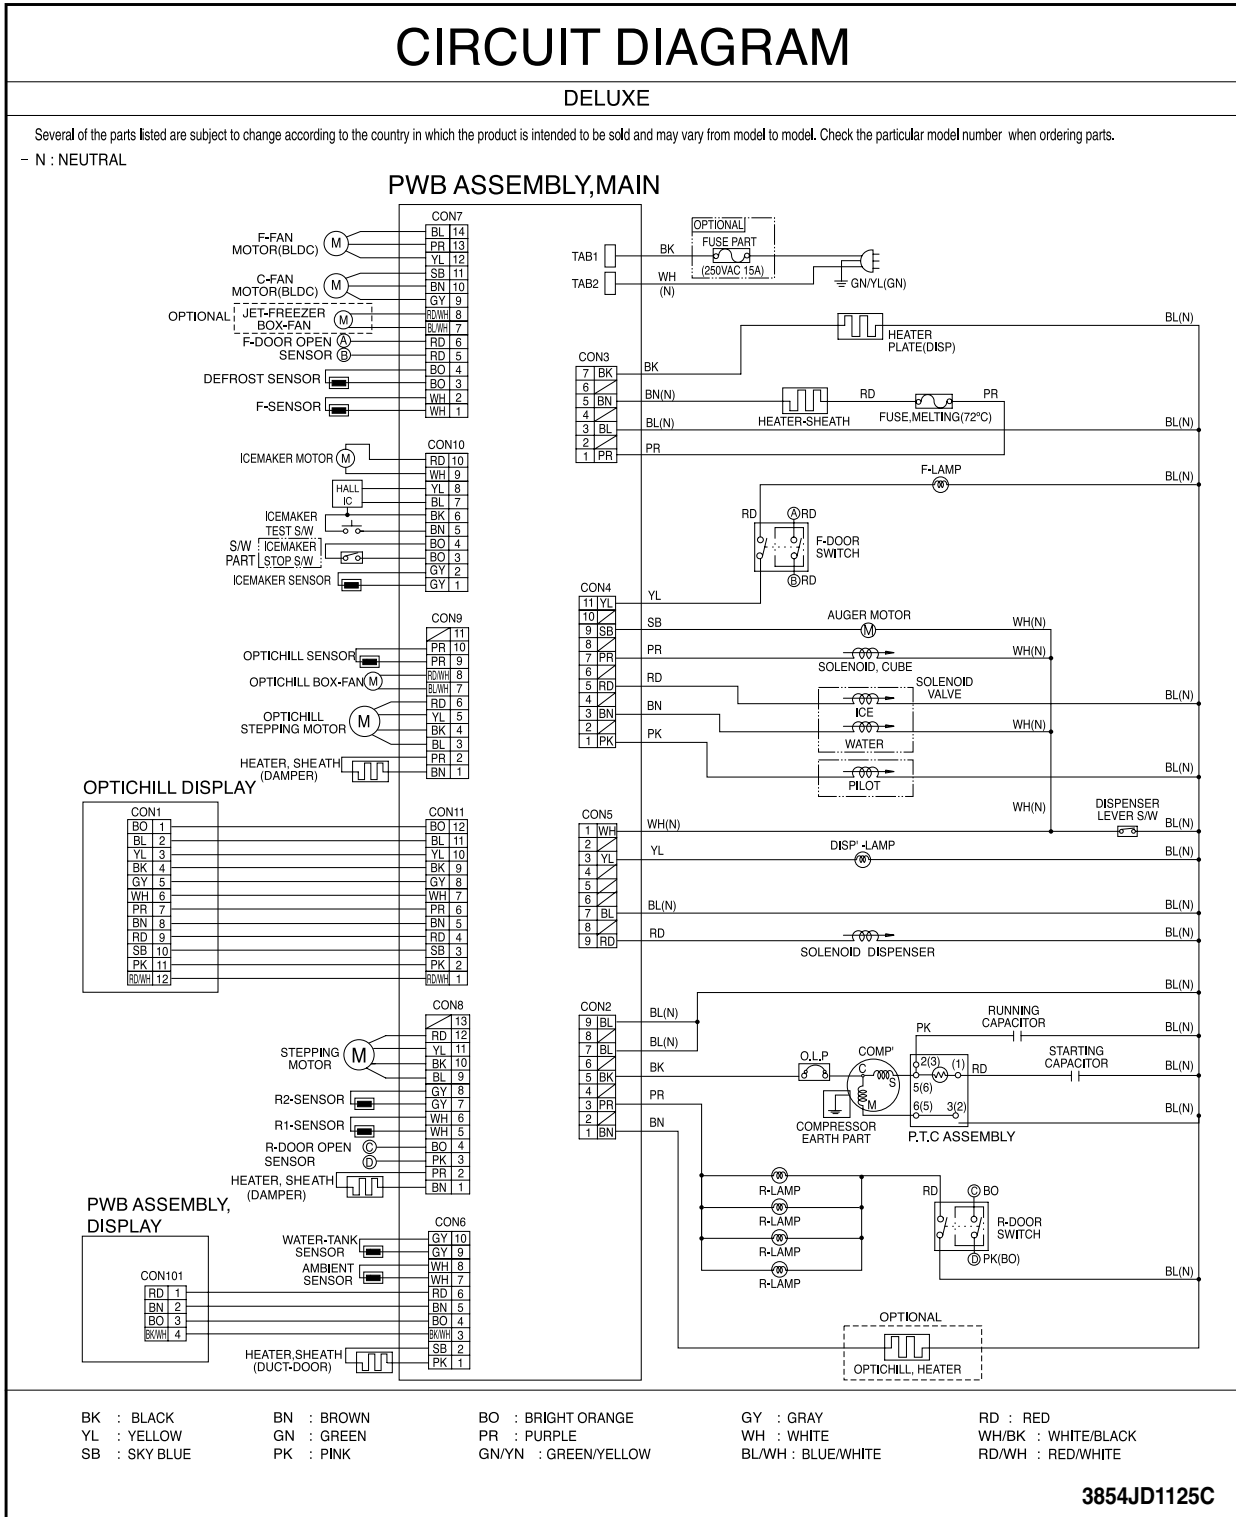 CIRCUIT DIAGRAM
DELUXE
Several of the parts listed are subject to change according to the country in which the product is intended to be sold and may vary from model to model. Check the particular model number when ordering parts.
– N : NEUTRAL
PWB ASSEMBLY,MAIN
CON7
F-FAN
MOTOR(BLDC)
M
BL 14
PR 13
YL 12
C-FAN
MOTOR(BLDC)
M
SB 11
BN 10
GY 9
OPTIONAL
JET-FREEZER
BOX-FAN
M
RD/WH 8
BL/WH 7
F-DOOR OPEN A
SENSOR B
RD 6
RD 5
DEFROST SENSOR
BO 4
BO 3
F-SENSOR
WH 2
WH 1
CON10
ICEMAKER MOTOR M
RD 10
WH 9
HALL
IC
YL 8
BL 7
ICEMAKER
TEST S/W
BK 6
BN 5
S/W
PART
ICEMAKER
STOP S/W
BO 4
BO 3
ICEMAKER SENSOR
GY 2
GY 1
CON9
11
OPTICHILL SENSOR
PR 10
PR 9
OPTICHILL BOX-FAN M
RD/WH 8
BL/WH 7
OPTICHILL
STEPPING MOTOR
M
RD 6
YL 5
BK 4
BL 3
HEATER, SHEATH
(DAMPER)
PR 2
BN 1
OPTICHILL DISPLAY
CON1 CON11
BO 1 BO 12
BL 2 BL 11
YL 3 YL 10
BK 4 BK 9
GY 5 GY 8
WH 6 WH 7
PR 7 PR 6
BN 8 BN 5
RD 9 RD 4
SB 10 SB 3
PK 11 PK 2
RD/WH 12 RD/WH 1
CON8
13
STEPPING
MOTOR
M
RD 12
YL 11
BK 10
BL 9
R2-SENSOR
GY 8
GY 7
R1-SENSOR
WH 6
WH 5
R-DOOR OPEN C
SENSOR D
BO 4
PK 3
HEATER, SHEATH
(DAMPER)
PR 2
BN 1
PWB ASSEMBLY,
DISPLAY
CON6
WATER-TANK
SENSOR
GY 10
GY 9
AMBIENT
SENSOR
WH 8
WH 7
CON101
RD 1 RD 6
BN 2 BN 5
BO 3 BO 4
BK/WH 4 BK/WH 3
HEATER,SHEATH
(DUCT-DOOR)
SB 2
PK 1
TAB1
BK
OPTIONAL
FUSE PART
(250VAC 15A)
TAB2
WH
(N)
GN/YL(GN)
HEATER
PLATE(DISP)
BL(N)
CON3
7 BK BK
6
5 BN BN(N)
HEATER-SHEATH
RD
FUSE,MELTING(72ºC)
PR
4
3 BL BL(N) BL(N)
2
1 PR PR
F-LAMP
BL(N)
RD
A RD
F-DOOR
SWITCH
B RD
CON4
11 YL YL
10
9 SB SB
AUGER MOTOR
M
WH(N)
8
7 PR PR
SOLENOID, CUBE
WH(N)
6
5 RD RD
SOLENOID
VALVE
ICE
BL(N)
4
3 BN BN
WATER
WH(N)
2
1 PK PK
PILOT
BL(N)
CON5
WH(N)
DISPENSER
LEVER S/W
1 WH WH(N) BL(N)
2
3 YL YL
DISP' -LAMP
BL(N)
4
5
6
7 BL BL(N) BL(N)
8
9 RD RD
SOLENOID DISPENSER
BL(N)
CON2
BL(N)
9 BL BL(N)
8
7 BL BL(N)
6
5 BK BK
4
3 PR PR
2
1 BN BN
O.L.P
COMP'
C
S
M
COMPRESSOR
EARTH PART
PK
RUNNING
CAPACITOR
BL(N)
2(3) (1) RD
5(6)
STARTING
CAPACITOR
BL(N)
6(5) 3(2)
BL(N)
P.T.C ASSEMBLY
R-LAMP
R-LAMP
R-LAMP
R-LAMP
RD
C BO
R-DOOR
SWITCH
D PK(BO)
BL(N)
OPTIONAL
OPTICHILL, HEATER
BK : BLACK BN : BROWN BO : BRIGHT ORANGE GY : GRAY RD : RED
YL : YELLOW GN : GREEN PR : PURPLE WH : WHITE WH/BK : WHITE/BLACK
SB : SKY BLUE PK : PINK GN/YN : GREEN/YELLOW BL/WH : BLUE/WHITE RD/WH : RED/WHITE
3854JD1125C